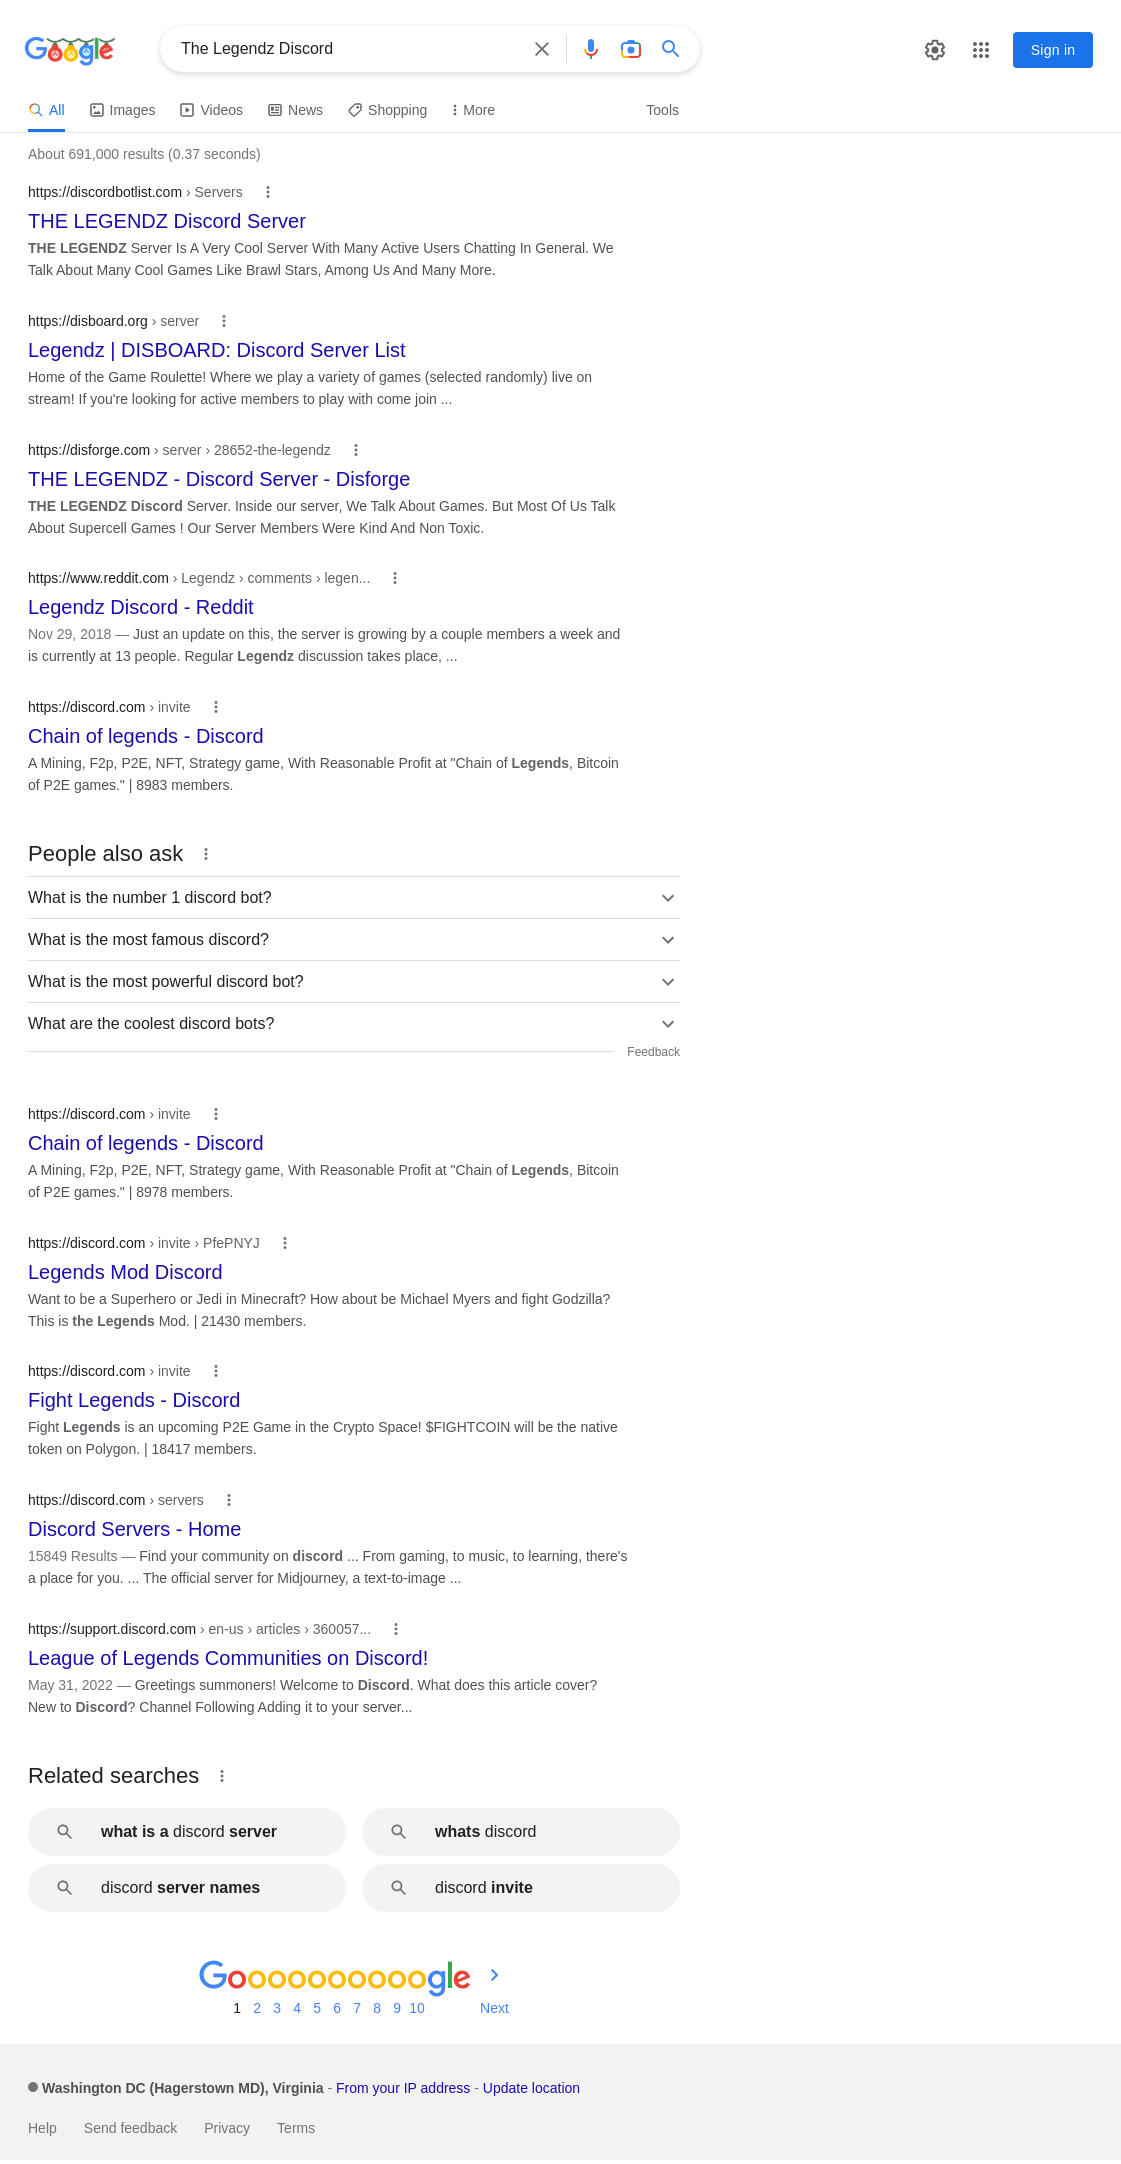 Google
The Legendz Discord
Sign in
All
Images
Videos
News
Shopping
More
Tools
About 691,000 results (0.37 seconds)
https://discordbotlist.com › Servers
THE LEGENDZ Discord Server
THE LEGENDZ Server Is A Very Cool Server With Many Active Users Chatting In General. We
Talk About Many Cool Games Like Brawl Stars, Among Us And Many More.
https://disboard.org › server
Legendz | DISBOARD: Discord Server List
Home of the Game Roulette! Where we play a variety of games (selected randomly) live on
stream! If you're looking for active members to play with come join ...
https://disforge.com › server › 28652-the-legendz
THE LEGENDZ - Discord Server - Disforge
THE LEGENDZ Discord Server. Inside our server, We Talk About Games. But Most Of Us Talk
About Supercell Games ! Our Server Members Were Kind And Non Toxic.
https://www.reddit.com › Legendz › comments › legen...
Legendz Discord - Reddit
Nov 29, 2018 — Just an update on this, the server is growing by a couple members a week and
is currently at 13 people. Regular Legendz discussion takes place, ...
https://discord.com › invite
Chain of legends - Discord
A Mining, F2p, P2E, NFT, Strategy game, With Reasonable Profit at "Chain of Legends, Bitcoin
of P2E games." | 8983 members.
People also ask
What is the number 1 discord bot?
What is the most famous discord?
What is the most powerful discord bot?
What are the coolest discord bots?
Feedback
https://discord.com › invite
Chain of legends - Discord
A Mining, F2p, P2E, NFT, Strategy game, With Reasonable Profit at "Chain of Legends, Bitcoin
of P2E games." | 8978 members.
https://discord.com › invite › PfePNYJ
Legends Mod Discord
Want to be a Superhero or Jedi in Minecraft? How about be Michael Myers and fight Godzilla?
This is the Legends Mod. | 21430 members.
https://discord.com › invite
Fight Legends - Discord
Fight Legends is an upcoming P2E Game in the Crypto Space! $FIGHTCOIN will be the native
token on Polygon. | 18417 members.
https://discord.com › servers
Discord Servers - Home
15849 Results — Find your community on discord ... From gaming, to music, to learning, there's
a place for you. ... The official server for Midjourney, a text-to-image ...
https://support.discord.com › en-us › articles › 360057...
League of Legends Communities on Discord!
May 31, 2022 — Greetings summoners! Welcome to Discord. What does this article cover?
New to Discord? Channel Following Adding it to your server...
Related searches
what is a discord server
whats discord
discord server names
discord invite
Goooooooooogle
1 2 3 4 5 6 7 8 9 10 Next
Washington DC (Hagerstown MD), Virginia - From your IP address - Update location
Help Send feedback Privacy Terms